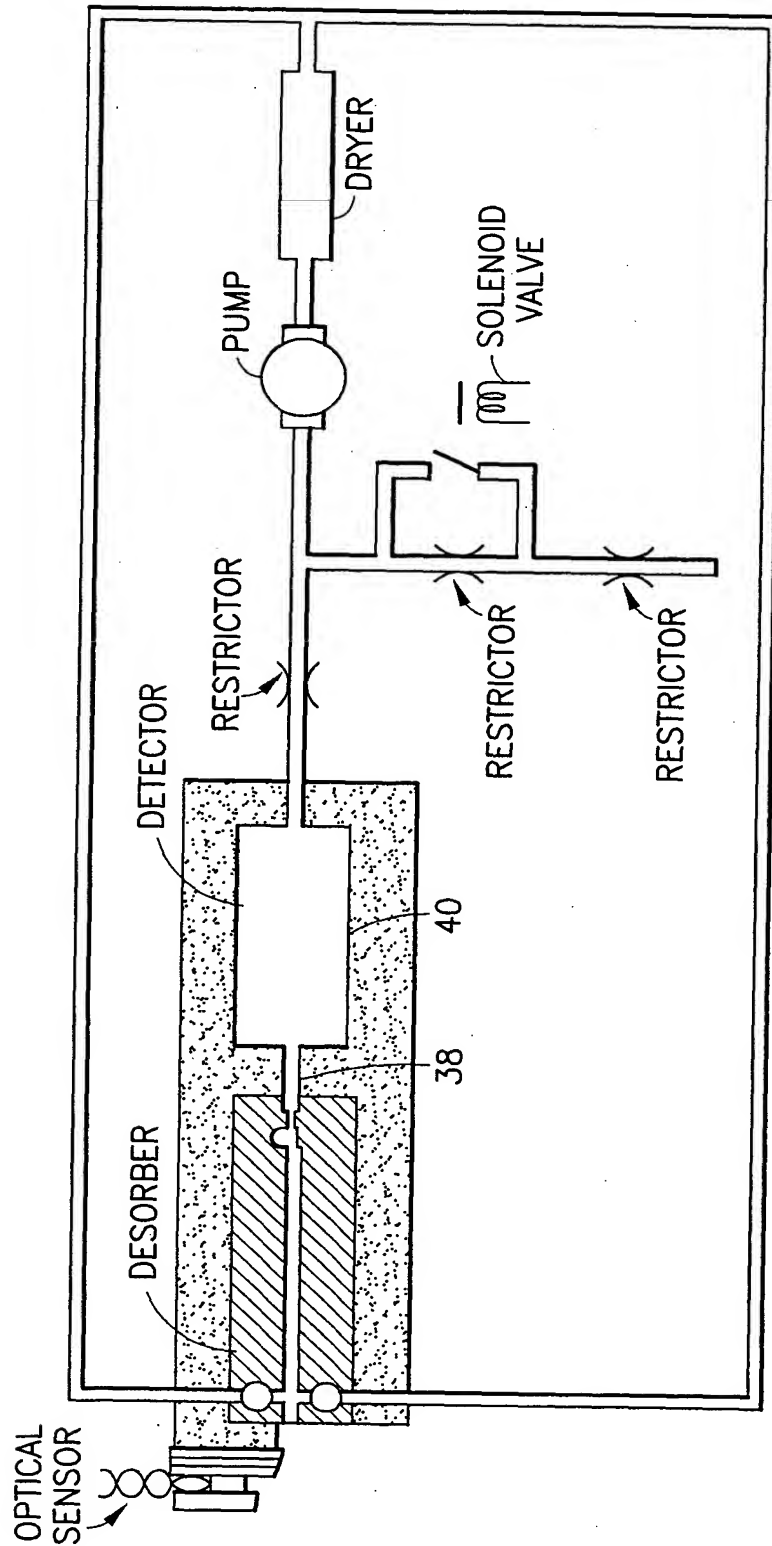 OPTICAL
SENSOR
DESORBER
DETECTOR
38
40
RESTRICTOR
PUMP
DRYER
SOLENOID
VALVE
RESTRICTOR
RESTRICTOR